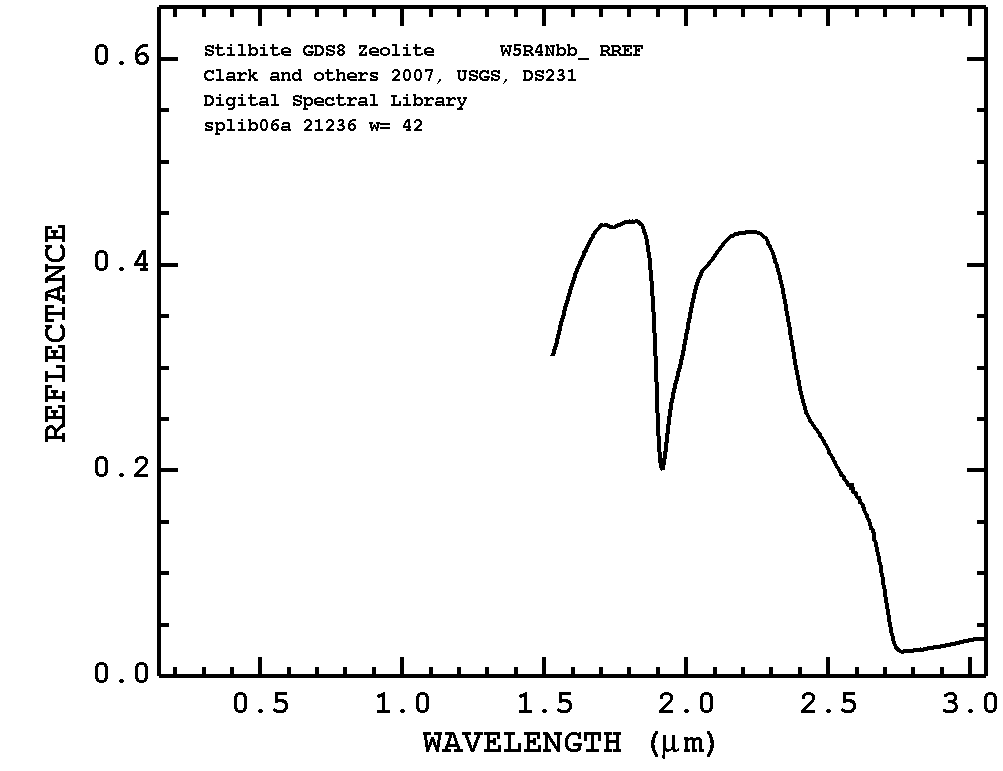 Stilbite GDS8 Zeolite W5R4Nbb_ RREF
Clark and others 2007, USGS, DS231
Digital Spectral Library
splib06a 21236 w= 42
0.6
0.4
0.2
0.0
REFLECTANCE
0.5 1.0 1.5 2.0 2.5 3.0
WAVELENGTH (μm)